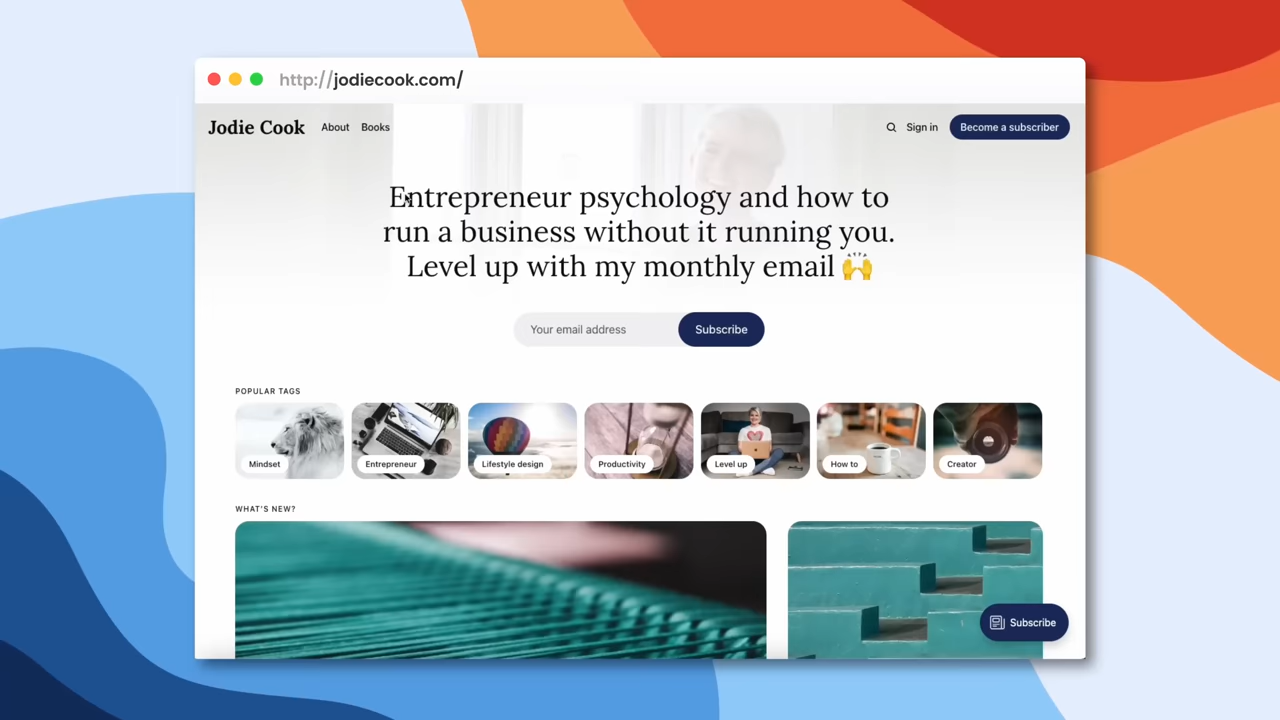 http://jodiecook.com/
Jodie Cook About Books Sign in Become a subscriber
Entrepreneur psychology and how to
run a business without it running you.
Level up with my monthly email 🙌
Your email address Subscribe
POPULAR TAGS
Mindset Entrepreneur Lifestyle design Productivity Level up How to Creator
WHAT'S NEW?
Subscribe